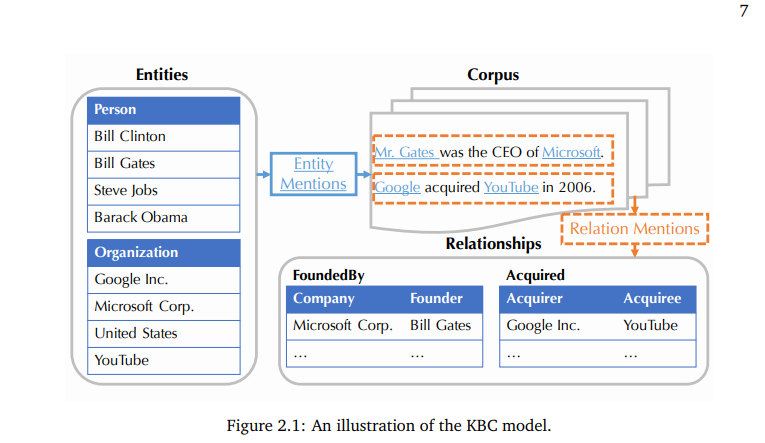 7
Entities
Corpus
Person
Bill Clinton
Bill Gates
Steve Jobs
Barack Obama
Organization
Google Inc.
Microsoft Corp.
United States
YouTube
Entity
Mentions
Mr. Gates was the CEO of Microsoft.
Google acquired YouTube in 2006.
Relation Mentions
Relationships
FoundedBy
Company Founder
Microsoft Corp. Bill Gates
... ...
Acquired
Acquirer Acquiree
Google Inc. YouTube
... ...
Figure 2.1: An illustration of the KBC model.